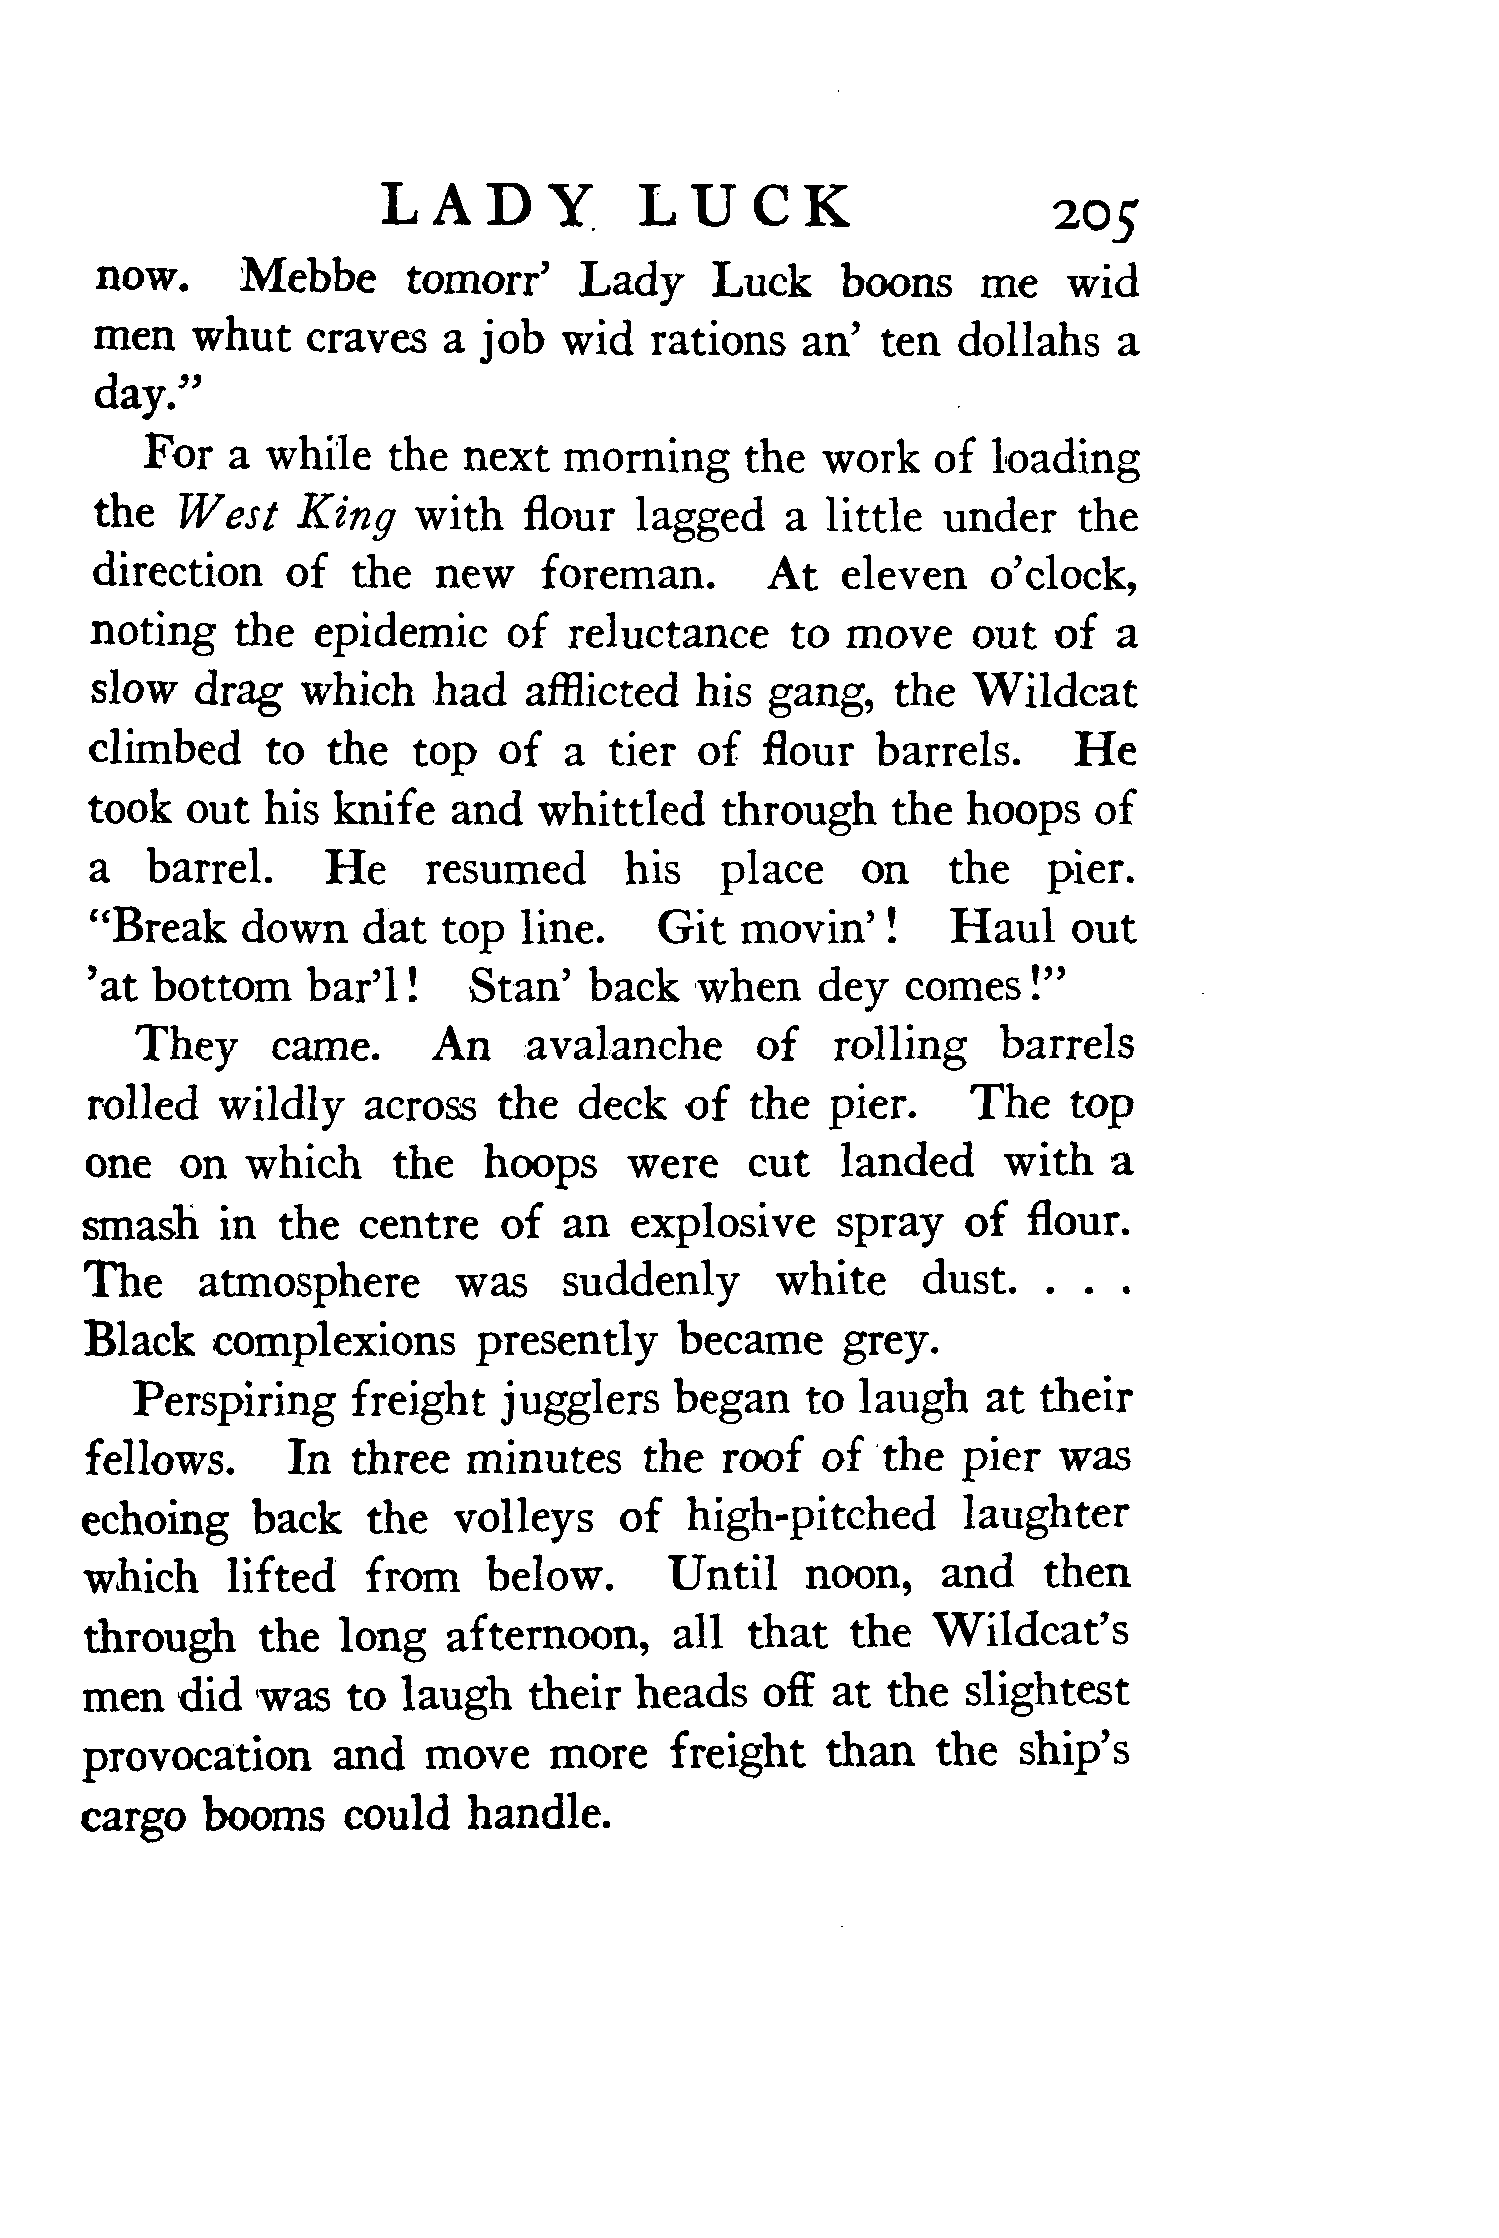 LADY LUCK 205
now. Mebbe tomorr’ Lady Luck boons me wid
men whut craves a job wid rations an’ ten dollahs a
day.”
For a while the next morning the work of loading
the West King with flour lagged a little under the
direction of the new foreman. At eleven o’clock,
noting the epidemic of reluctance to move out of a
slow drag which had afflicted his gang, the Wildcat
climbed to the top of a tier of flour barrels. He
took out his knife and whittled through the hoops of
a barrel. He resumed his place on the pier.
“Break down dat top line. Git movin’! Haul out
’at bottom bar’l! Stan’ back when dey comes!”
They came. An avalanche of rolling barrels
rolled wildly across the deck of the pier. The top
one on which the hoops were cut landed with a
smash in the centre of an explosive spray of flour.
The atmosphere was suddenly white dust. . . .
Black complexions presently became grey.
Perspiring freight jugglers began to laugh at their
fellows. In three minutes the roof of the pier was
echoing back the volleys of high-pitched laughter
which lifted from below. Until noon, and then
through the long afternoon, all that the Wildcat’s
men did was to laugh their heads off at the slightest
provocation and move more freight than the ship’s
cargo booms could handle.